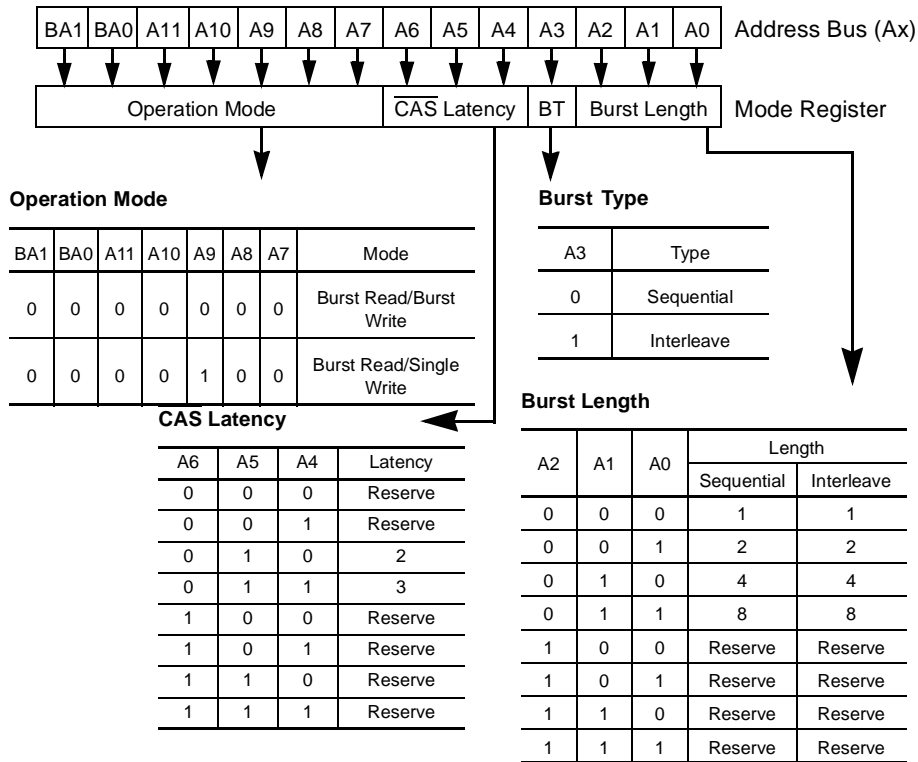 BA1 BA0 A11 A10 A9 A8 A7 A6 A5 A4 A3 A2 A1 A0 Address Bus (Ax)
Operation Mode CAS Latency BT Burst Length Mode Register
Operation Mode
BA1 BA0 A11 A10 A9 A8 A7 Mode
0 0 0 0 0 0 0 Burst Read/Burst
Write
0 0 0 0 1 0 0 Burst Read/Single
Write
Burst Type
A3 Type
0 Sequential
1 Interleave
CAS Latency
A6 A5 A4 Latency
0 0 0 Reserve
0 0 1 Reserve
0 1 0 2
0 1 1 3
1 0 0 Reserve
1 0 1 Reserve
1 1 0 Reserve
1 1 1 Reserve
Burst Length
A2 A1 A0 Length
Sequential Interleave
0 0 0 1 1
0 0 1 2 2
0 1 0 4 4
0 1 1 8 8
1 0 0 Reserve Reserve
1 0 1 Reserve Reserve
1 1 0 Reserve Reserve
1 1 1 Reserve Reserve